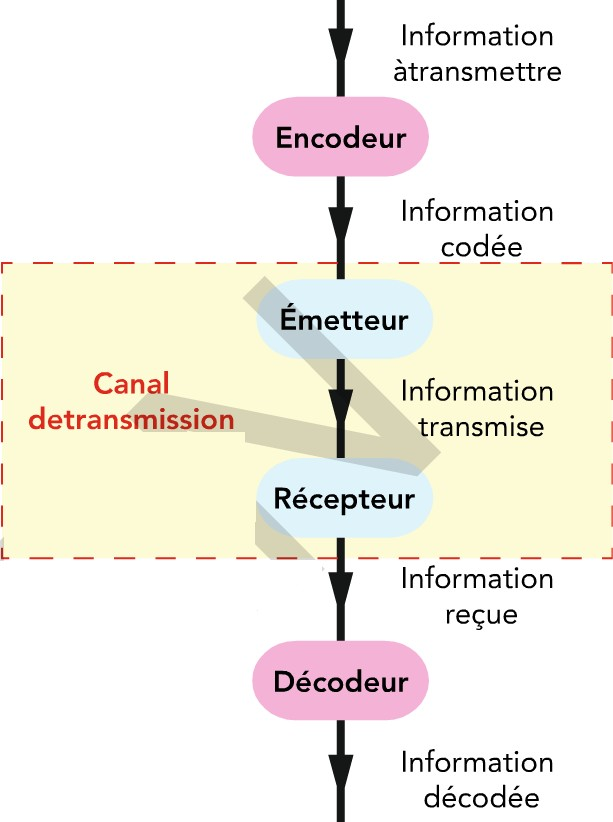 Information
àtransmettre
Encodeur
Information
codée
Émetteur
Canal
detransmission
Information
transmise
Récepteur
Information
reçue
Décodeur
Information
décodée